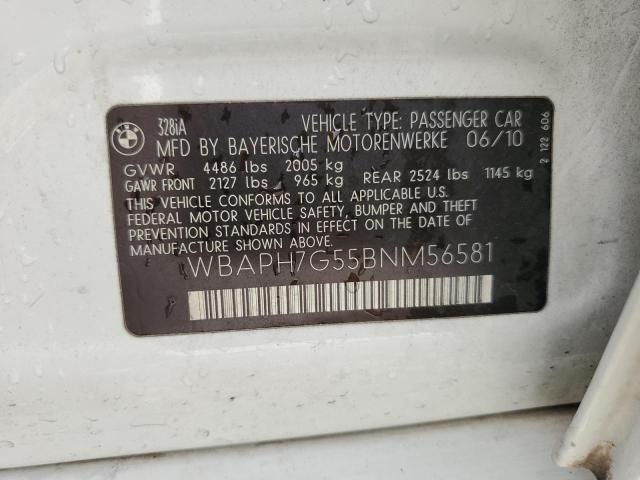 328iA VEHICLE TYPE: PASSENGER CAR
MFD BY BAYERISCHE MOTORENWERKE 06/10
GVWR 4486 lbs 2005 kg
GAWR FRONT 2127 lbs 965 kg REAR 2524 lbs 1145 kg
THIS VEHICLE CONFORMS TO ALL APPLICABLE U.S.
FEDERAL MOTOR VEHICLE SAFETY, BUMPER AND THEFT
PREVENTION STANDARDS IN EFFECT ON THE DATE OF
MANUFACTURE SHOWN ABOVE.
WBAPH7G55BNM56581
2 122 606